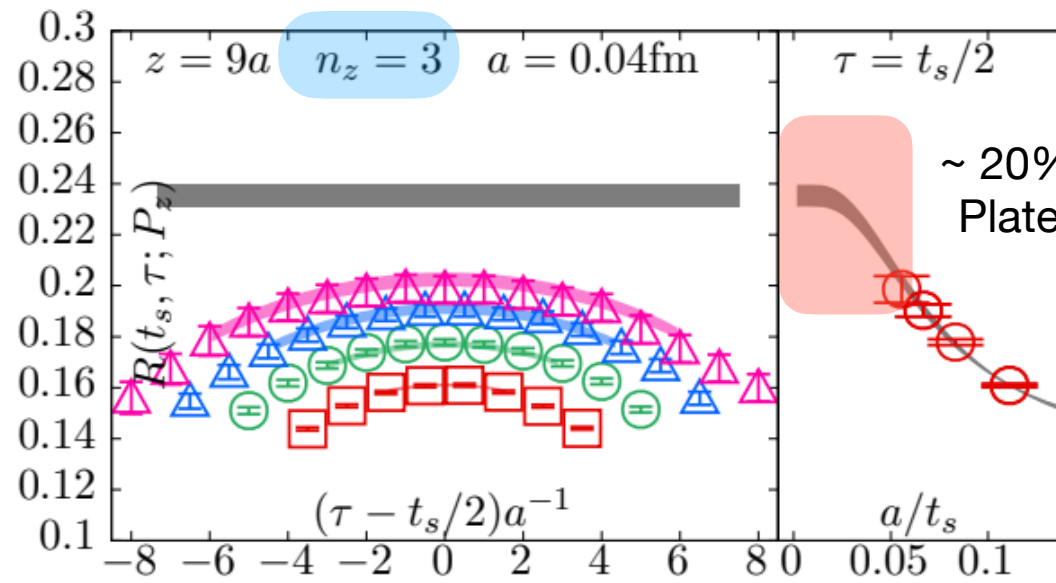 z = 9a n_z = 3 a = 0.04fm
τ = t_s/2
0.3
0.28
0.26
0.24
0.22
0.2
0.18
0.16
0.14
0.12
0.1
R(t_s, τ; P_z)
~ 20%
Plate
(τ − t_s/2)a^{−1}
a/t_s
−8 −6 −4 −2 0 2 4 6 8
0 0.05 0.1